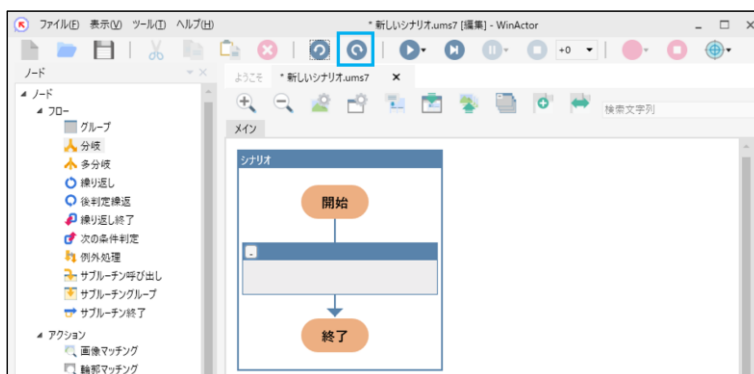 ファイル(F) 表示(V) ツール(T) ヘルプ(H)
* 新しいシナリオ.ums7 [編集] - WinActor
+0
ノード
ようこそ
* 新しいシナリオ.ums7
検索文字列
メイン
ノード
フロー
グループ
分岐
多分岐
繰り返し
後判定繰返
繰り返し終了
次の条件判定
例外処理
サブルーチン呼び出し
サブルーチングループ
サブルーチン終了
アクション
画像マッチング
輪郭マッチング
シナリオ
開始
終了